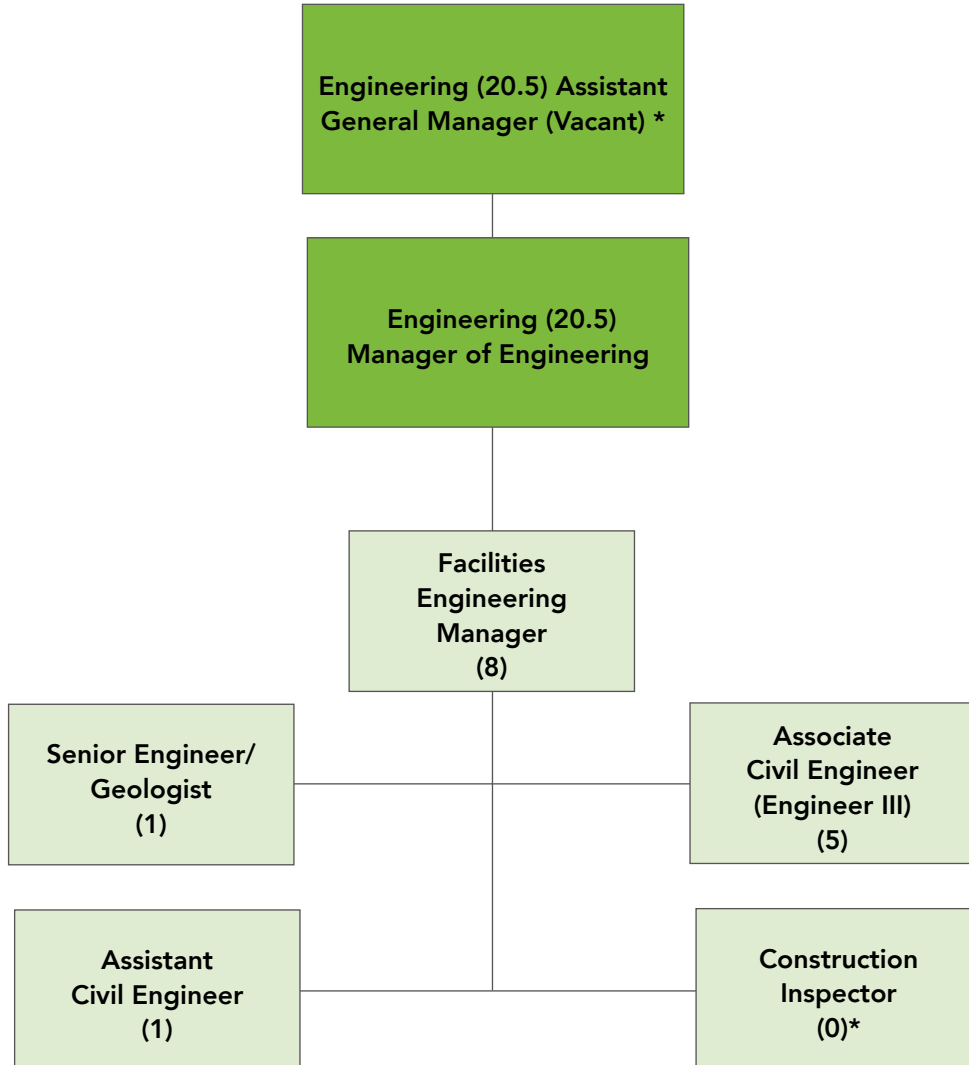 Engineering (20.5) Assistant
General Manager (Vacant) *
Engineering (20.5)
Manager of Engineering
Facilities
Engineering
Manager
(8)
Senior Engineer/
Geologist
(1)
Associate
Civil Engineer
(Engineer III)
(5)
Assistant
Civil Engineer
(1)
Construction
Inspector
(0)*